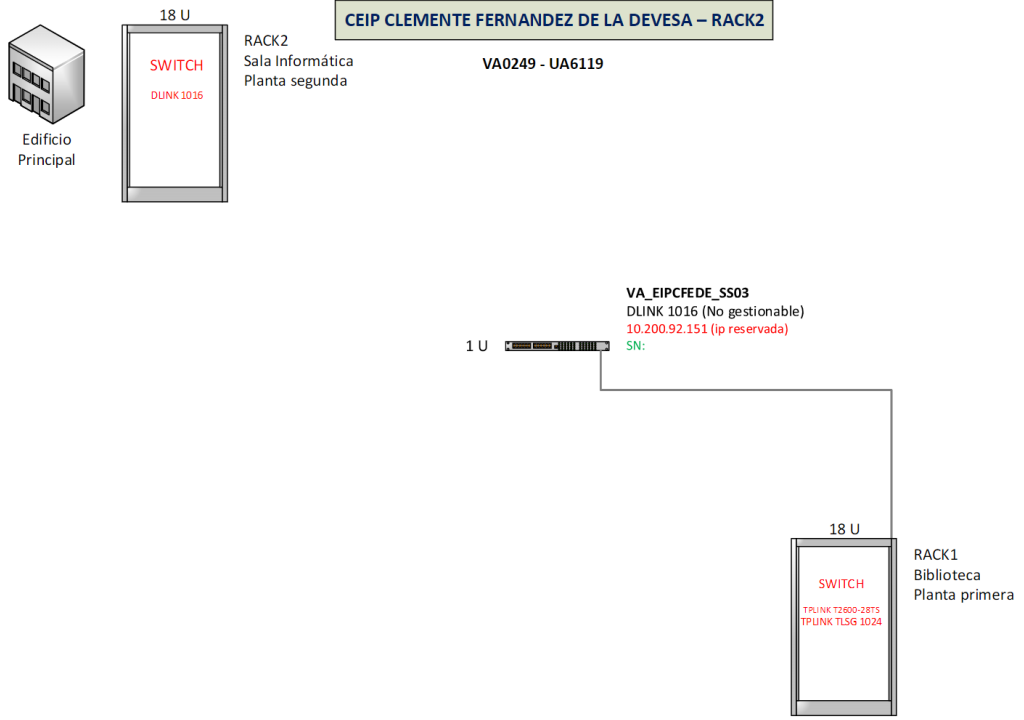 CEIP CLEMENTE FERNANDEZ DE LA DEVESA – RACK2
VA0249 - UA6119
18 U
SWITCH
DLINK 1016
RACK2
Sala Informática
Planta segunda
Edificio
Principal
VA_EIPCFEDE_SS03
DLINK 1016 (No gestionable)
10.200.92.151 (ip reservada)
SN:
1 U
18 U
SWITCH
TPLINK T2600-28TS
TPLINK TLSG 1024
RACK1
Biblioteca
Planta primera